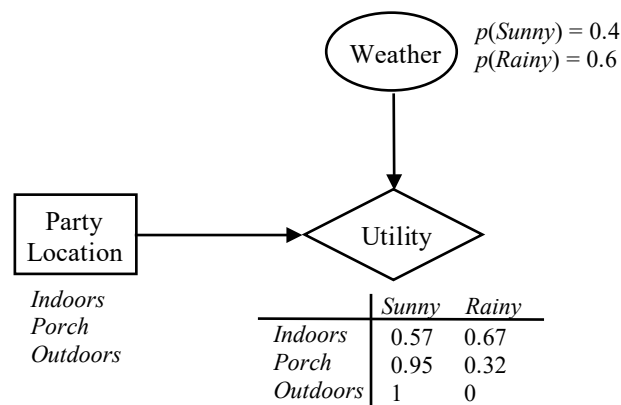 Weather
p(Sunny) = 0.4
p(Rainy) = 0.6
Party
Location
Utility
Indoors
Porch
Outdoors
Sunny Rainy
Indoors 0.57 0.67
Porch 0.95 0.32
Outdoors 1 0